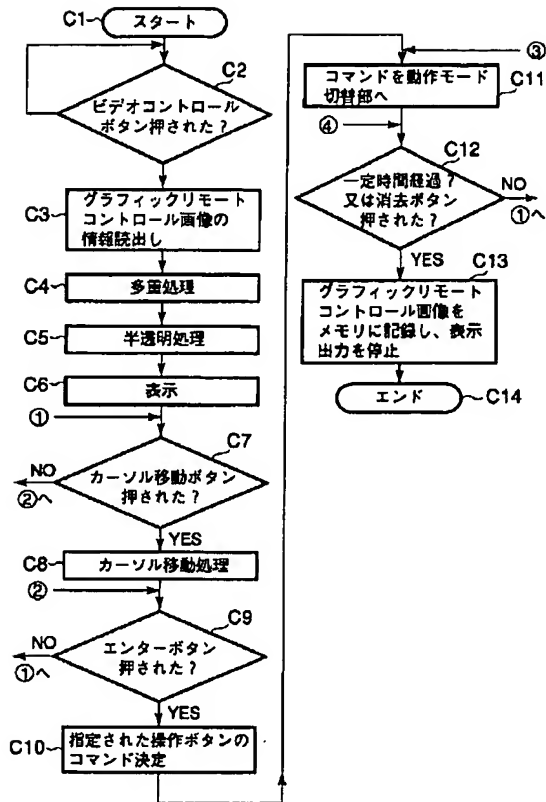 C1
スタート
C2
ビデオコントロール
ボタン押された?
C3
グラフィックリモート
コントロール画像の
情報読出し
C4
多重処理
C5
半透明処理
C6
表示
①
C7
NO
②へ
カーソル移動ボタン
押された?
YES
C8
カーソル移動処理
②
C9
NO
①へ
エンターボタン
押された?
YES
C10
指定された操作ボタンの
コマンド決定
③
コマンドを動作モード
切替部へ
C11
④
C12
一定時間経過?
又は消去ボタン
押された?
NO
①へ
YES
C13
グラフィックリモート
コントロール画像を
メモリに記録し、表示
出力を停止
エンド
C14